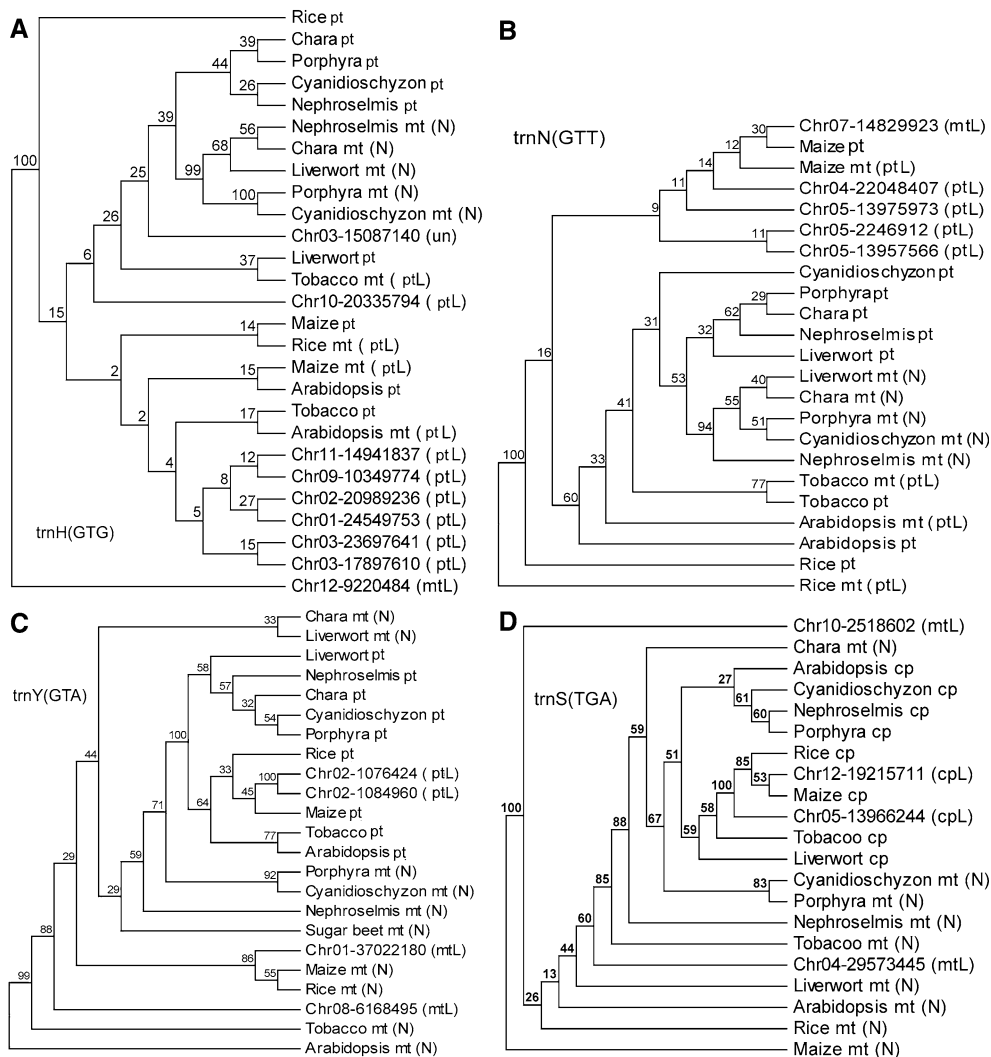 A
Rice pt
39
Chara pt
Porphyra pt
44
26
Cyanidioschyzon pt
Nephroselmis pt
39
56
Nephroselmis mt (N)
Chara mt (N)
68
Liverwort mt (N)
99
100
Porphyra mt (N)
Cyanidioschyzon mt (N)
25
Chr03-15087140 (un)
26
37
Liverwort pt
Tobacco mt ( ptL)
6
Chr10-20335794 ( ptL)
100
15
14
Maize pt
Rice mt ( ptL)
2
15
Maize mt ( ptL)
Arabidopsis pt
2
17
Tobacco pt
Arabidopsis mt ( ptL)
4
12
Chr11-14941837 ( ptL)
Chr09-10349774 ( ptL)
8
27
Chr02-20989236 ( ptL)
Chr01-24549753 ( ptL)
5
15
Chr03-23697641 ( ptL)
Chr03-17897610 ( ptL)
trnH(GTG)
Chr12-9220484 (mtL)
B
trnN(GTT)
30
Chr07-14829923 (mtL)
Maize pt
12
Maize mt (ptL)
14
Chr04-22048407 (ptL)
11
Chr05-13975973 (ptL)
9
11
Chr05-2246912 (ptL)
Chr05-13957566 (ptL)
Cyanidioschyzon pt
31
29
Porphyra pt
Chara pt
62
Nephroselmis pt
32
Liverwort pt
53
40
Liverwort mt (N)
Chara mt (N)
55
51
Porphyra mt (N)
Cyanidioschyzon mt (N)
94
Nephroselmis mt (N)
16
41
77
Tobacco mt (ptL)
Tobacco pt
33
Arabidopsis mt (ptL)
60
Arabidopsis pt
100
Rice pt
Rice mt (ptL)
C
trnY(GTA)
33
Chara mt (N)
Liverwort mt (N)
58
Liverwort pt
57
Nephroselmis pt
32
Chara pt
54
Cyanidioschyzon pt
Porphyra pt
100
33
Rice pt
100
Chr02-1076424 ( ptL)
Chr02-1084960 ( ptL)
45
Maize pt
64
77
Tobacco pt
Arabidopsis pt
71
92
Porphyra mt (N)
Cyanidioschyzon mt (N)
59
Nephroselmis mt (N)
29
Sugar beet mt (N)
44
86
Chr01-37022180 (mtL)
55
Maize mt (N)
Rice mt (N)
29
Chr08-6168495 (mtL)
88
Tobacco mt (N)
99
Arabidopsis mt (N)
D
trnS(TGA)
Chr10-2518602 (mtL)
Chara mt (N)
27
Arabidopsis cp
61
Cyanidioschyzon cp
60
Nephroselmis cp
Porphyra cp
51
85
Rice cp
53
Chr12-19215711 (cpL)
Maize cp
100
Chr05-13966244 (cpL)
58
Tobacoo cp
59
Liverwort cp
67
83
Cyanidioschyzon mt (N)
Porphyra mt (N)
59
Nephroselmis mt (N)
88
Tobacoo mt (N)
85
Chr04-29573445 (mtL)
60
Liverwort mt (N)
44
Arabidopsis mt (N)
13
Rice mt (N)
26
100
Maize mt (N)